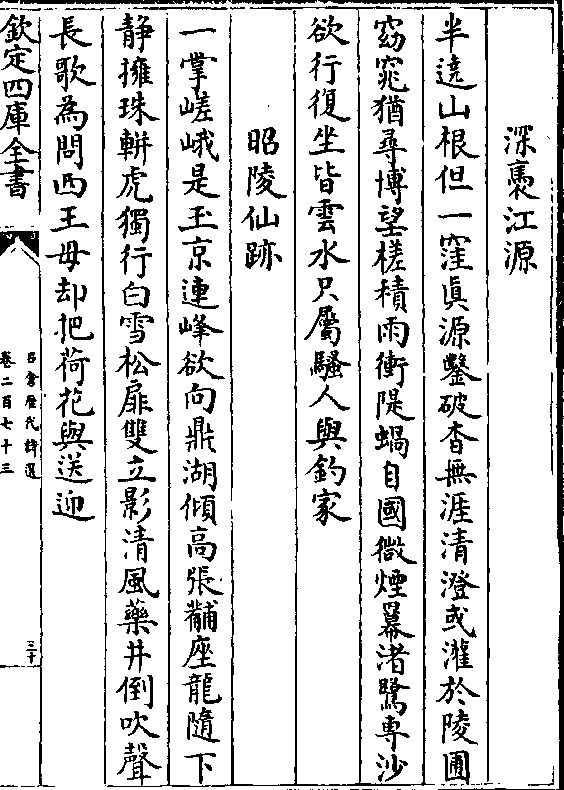 深褭江源
半遶山根但一窪真源鑿破杳無涯清澄或漼於陵圃
窈窕猶尋博望槎積雨衝隄蝸自國微煙羃渚鷺専沙
欲行復坐皆雲水只屬騷人與釣家
昭陵仙跡
一掌嵯峨是玉京連峰欲向鼎湖傾高張黼座龍隨下
静擁珠輧虎獨行白雪松扉雙立影清風藥井倒吹聲
長歌為問西王母却把荷花與送迎
欽定四庫全書
石倉歷代詩選
卷二百七十三
三十